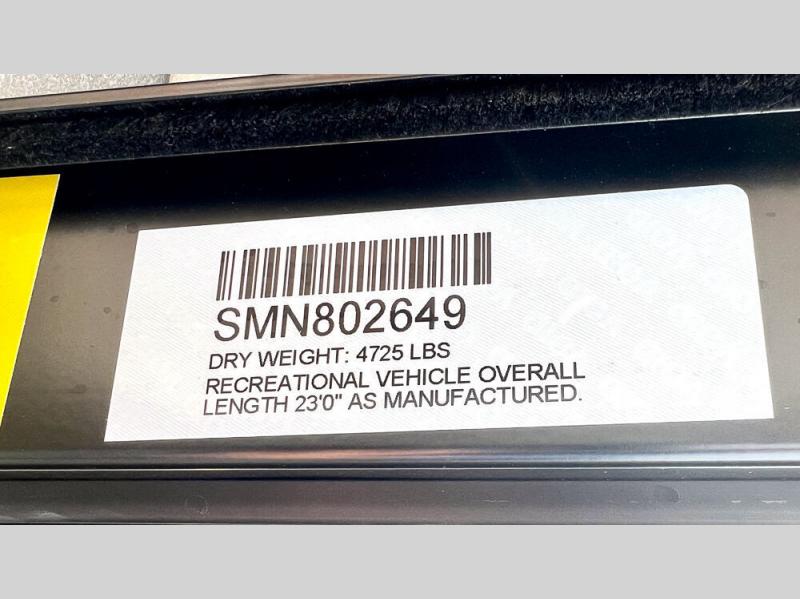 SMN802649
DRY WEIGHT: 4725 LBS
RECREATIONAL VEHICLE OVERALL
LENGTH 23'0" AS MANUFACTURED.